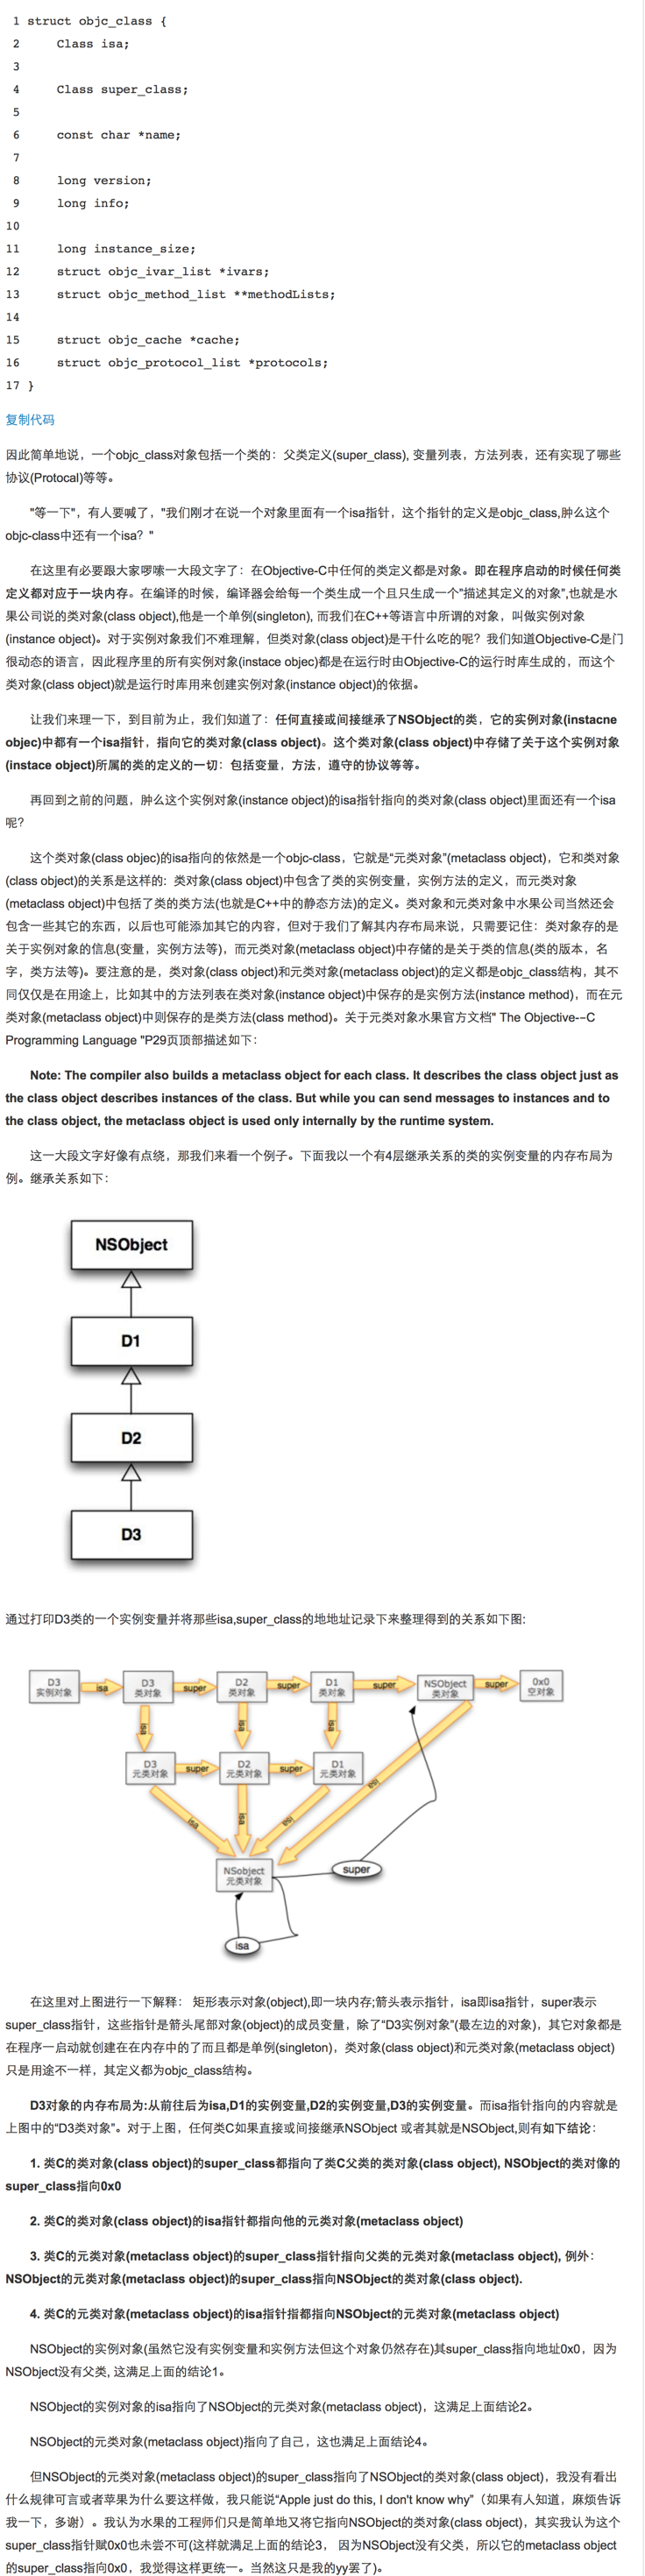 1 struct objc_class {
2 Class isa;
3
4 Class super_class;
5
6 const char *name;
7
8 long version;
9 long info;
10
11 long instance_size;
12 struct objc_ivar_list *ivars;
13 struct objc_method_list **methodLists;
14
15 struct objc_cache *cache;
16 struct objc_protocol_list *protocols;
17 }
复制代码
因此简单地说，一个objc_class对象包括一个类的：父类定义(super_class), 变量列表，方法列表，还有实现了哪些
协议(Protocal)等等。
"等一下"，有人要喊了，"我们刚才在说一个对象里面有一个isa指针，这个指针的定义是objc_class,肿么这个
objc-class中还有一个isa？"
在这里有必要跟大家啰嗦一大段文字了：在Objective-C中任何的类定义都是对象。即在程序启动的时候任何类
定义都对应于一块内存。在编译的时候，编译器会给每一个类生成一个且只生成一个”描述其定义的对象”,也就是水
果公司说的类对象(class object),他是一个单例(singleton), 而我们在C++等语言中所谓的对象，叫做实例对象
(instance object)。对于实例对象我们不难理解，但类对象(class object)是干什么吃的呢？我们知道Objective-C是门
很动态的语言，因此程序里的所有实例对象(instace objec)都是在运行时由Objective-C的运行时库生成的，而这个
类对象(class object)就是运行时库用来创建实例对象(instance object)的依据。
让我们来理一下，到目前为止，我们知道了：任何直接或间接继承了NSObject的类，它的实例对象(instacne
objec)中都有一个isa指针，指向它的类对象(class object)。这个类对象(class object)中存储了关于这个实例对象
(instace object)所属的类的定义的一切：包括变量，方法，遵守的协议等等。
再回到之前的问题，肿么这个实例对象(instance object)的isa指针指向的类对象(class object)里面还有一个isa
呢？
这个类对象(class objec)的isa指向的依然是一个objc-class，它就是“元类对象”(metaclass object)，它和类对象
(class object)的关系是这样的：类对象(class object)中包含了类的实例变量，实例方法的定义，而元类对象
(metaclass object)中包括了类的类方法(也就是C++中的静态方法)的定义。类对象和元类对象中水果公司当然还会
包含一些其它的东西，以后也可能添加其它的内容，但对于我们了解其内存布局来说，只需要记住：类对象存的是
关于实例对象的信息(变量，实例方法等)，而元类对象(metaclass object)中存储的是关于类的信息(类的版本，名
字，类方法等)。要注意的是，类对象(class object)和元类对象(metaclass object)的定义都是objc_class结构，其不
同仅仅是在用途上，比如其中的方法列表在类对象(instance object)中保存的是实例方法(instance method)，而在元
类对象(metaclass object)中则保存的是类方法(class method)。关于元类对象水果官方文档" The Objective-–C
Programming Language "P29页顶部描述如下：
Note: The compiler also builds a metaclass object for each class. It describes the class object just as
the class object describes instances of the class. But while you can send messages to instances and to
the class object, the metaclass object is used only internally by the runtime system.
这一大段文字好像有点绕，那我们来看一个例子。下面我以一个有4层继承关系的类的实例变量的内存布局为
例。继承关系如下：
NSObject
D1
D2
D3
通过打印D3类的一个实例变量并将那些isa,super_class的地地址记录下来整理得到的关系如下图:
D3
实例对象
isa
D3
类对象
super
D2
类对象
super
D1
类对象
super
NSObject
类对象
super
0x0
空对象
isa
isa
isa
D3
元类对象
super
D2
元类对象
super
D1
元类对象
isa
isa
isa
isa
NSobject
元类对象
super
isa
在这里对上图进行一下解释： 矩形表示对象(object),即一块内存;箭头表示指针，isa即isa指针，super表示
super_class指针，这些指针是箭头尾部对象(object)的成员变量，除了“D3实例对象”(最左边的对象)，其它对象都是
在程序一启动就创建在在内存中的了而且都是单例(singleton)，类对象(class object)和元类对象(metaclass object)
只是用途不一样，其定义都为objc_class结构。
D3对象的内存布局为:从前往后为isa,D1的实例变量,D2的实例变量,D3的实例变量。而isa指针指向的内容就是
上图中的“D3类对象”。对于上图，任何类C如果直接或间接继承NSObject 或者其就是NSObject,则有如下结论：
1. 类C的类对象(class object)的super_class都指向了类C父类的类对象(class object), NSObject的类对像的
super_class指向0x0
2. 类C的类对象(class object)的isa指针都指向他的元类对象(metaclass object)
3. 类C的元类对象(metaclass object)的super_class指针指向父类的元类对象(metaclass object), 例外：
NSObject的元类对象(metaclass object)的super_class指向NSObject的类对象(class object).
4. 类C的元类对象(metaclass object)的isa指针指都指向NSObject的元类对象(metaclass object)
NSObject的实例对象(虽然它没有实例变量和实例方法但这个对象仍然存在)其super_class指向地址0x0，因为
NSObject没有父类, 这满足上面的结论1。
NSObject的实例对象的isa指向了NSObject的元类对象(metaclass object)，这满足上面结论2。
NSObject的元类对象(metaclass object)指向了自己，这也满足上面结论4。
但NSObject的元类对象(metaclass object)的super_class指向了NSObject的类对象(class object)，我没有看出
什么规律可言或者苹果为什么要这样做，我只能说“Apple just do this, I don't know why”（如果有人知道，麻烦告诉
我一下，多谢）。我认为水果的工程师们只是简单地又将它指向NSObject的类对象(class object)，其实我认为这个
super_class指针赋0x0也未尝不可(这样就满足上面的结论3， 因为NSObject没有父类，所以它的metaclass object
的super_class指向0x0，我觉得这样更统一。当然这只是我的yy罢了)。